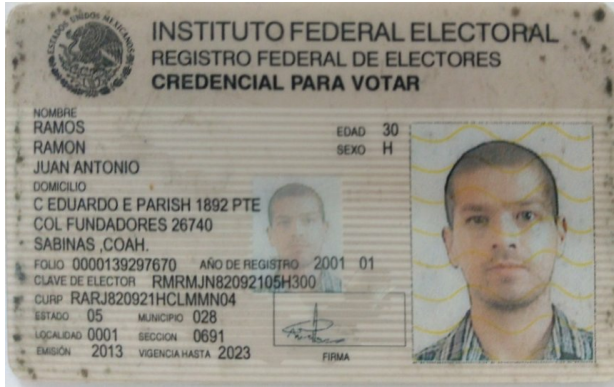 ESTADOS UNIDOS MEXICANOS
INSTITUTO FEDERAL ELECTORAL
REGISTRO FEDERAL DE ELECTORES
CREDENCIAL PARA VOTAR
NOMBRE
RAMOS
RAMON
JUAN ANTONIO
EDAD 30
SEXO H
DOMICILIO
C EDUARDO E PARISH 1892 PTE
COL FUNDADORES 26740
SABINAS ,COAH.
FOLIO 0000139297670 AÑO DE REGISTRO 2001 01
CLAVE DE ELECTOR RMRMJN82092105H300
CURP RARJ820921HCLMMN04
ESTADO 05 MUNICIPIO 028
LOCALIDAD 0001 SECCION 0691
EMISIÓN 2013 VIGENCIA HASTA 2023
FIRMA